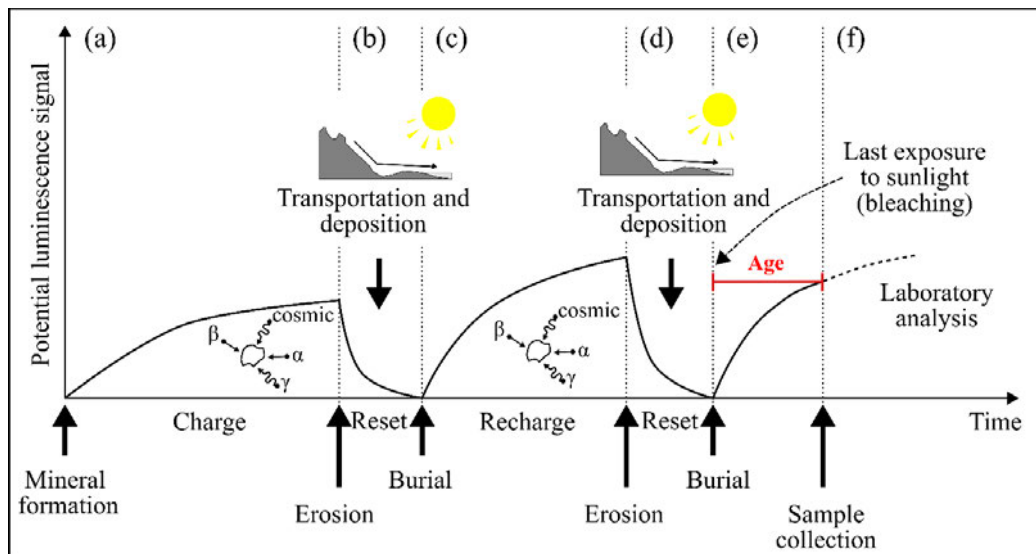 (a)
(b)
(c)
(d)
(e)
(f)
Potential luminescence signal
Transportation and
deposition
Transportation and
deposition
Last exposure
to sunlight
(bleaching)
Age
Laboratory
analysis
β
cosmic
α
γ
β
cosmic
α
γ
Charge
Reset
Recharge
Reset
Time
Mineral
formation
Erosion
Burial
Erosion
Burial
Sample
collection